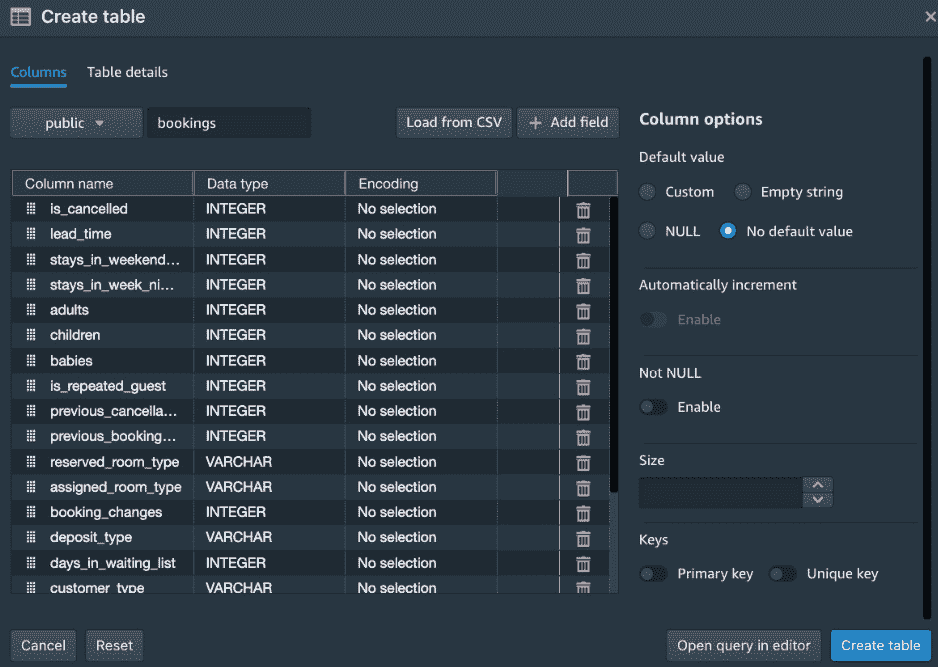 Create table
Columns Table details
public bookings Load from CSV + Add field
Column name Data type Encoding
is_cancelled INTEGER No selection
lead_time INTEGER No selection
stays_in_weekend... INTEGER No selection
stays_in_week_ni... INTEGER No selection
adults INTEGER No selection
children INTEGER No selection
babies INTEGER No selection
is_repeated_guest INTEGER No selection
previous_cancella... INTEGER No selection
previous_booking... INTEGER No selection
reserved_room_type VARCHAR No selection
assigned_room_type VARCHAR No selection
booking_changes INTEGER No selection
deposit_type VARCHAR No selection
days_in_waiting_list INTEGER No selection
customer_type VARCHAR No selection
Column options
Default value
Custom Empty string
NULL No default value
Automatically increment
Enable
Not NULL
Enable
Size
Keys
Primary key Unique key
Cancel Reset Open query in editor Create table